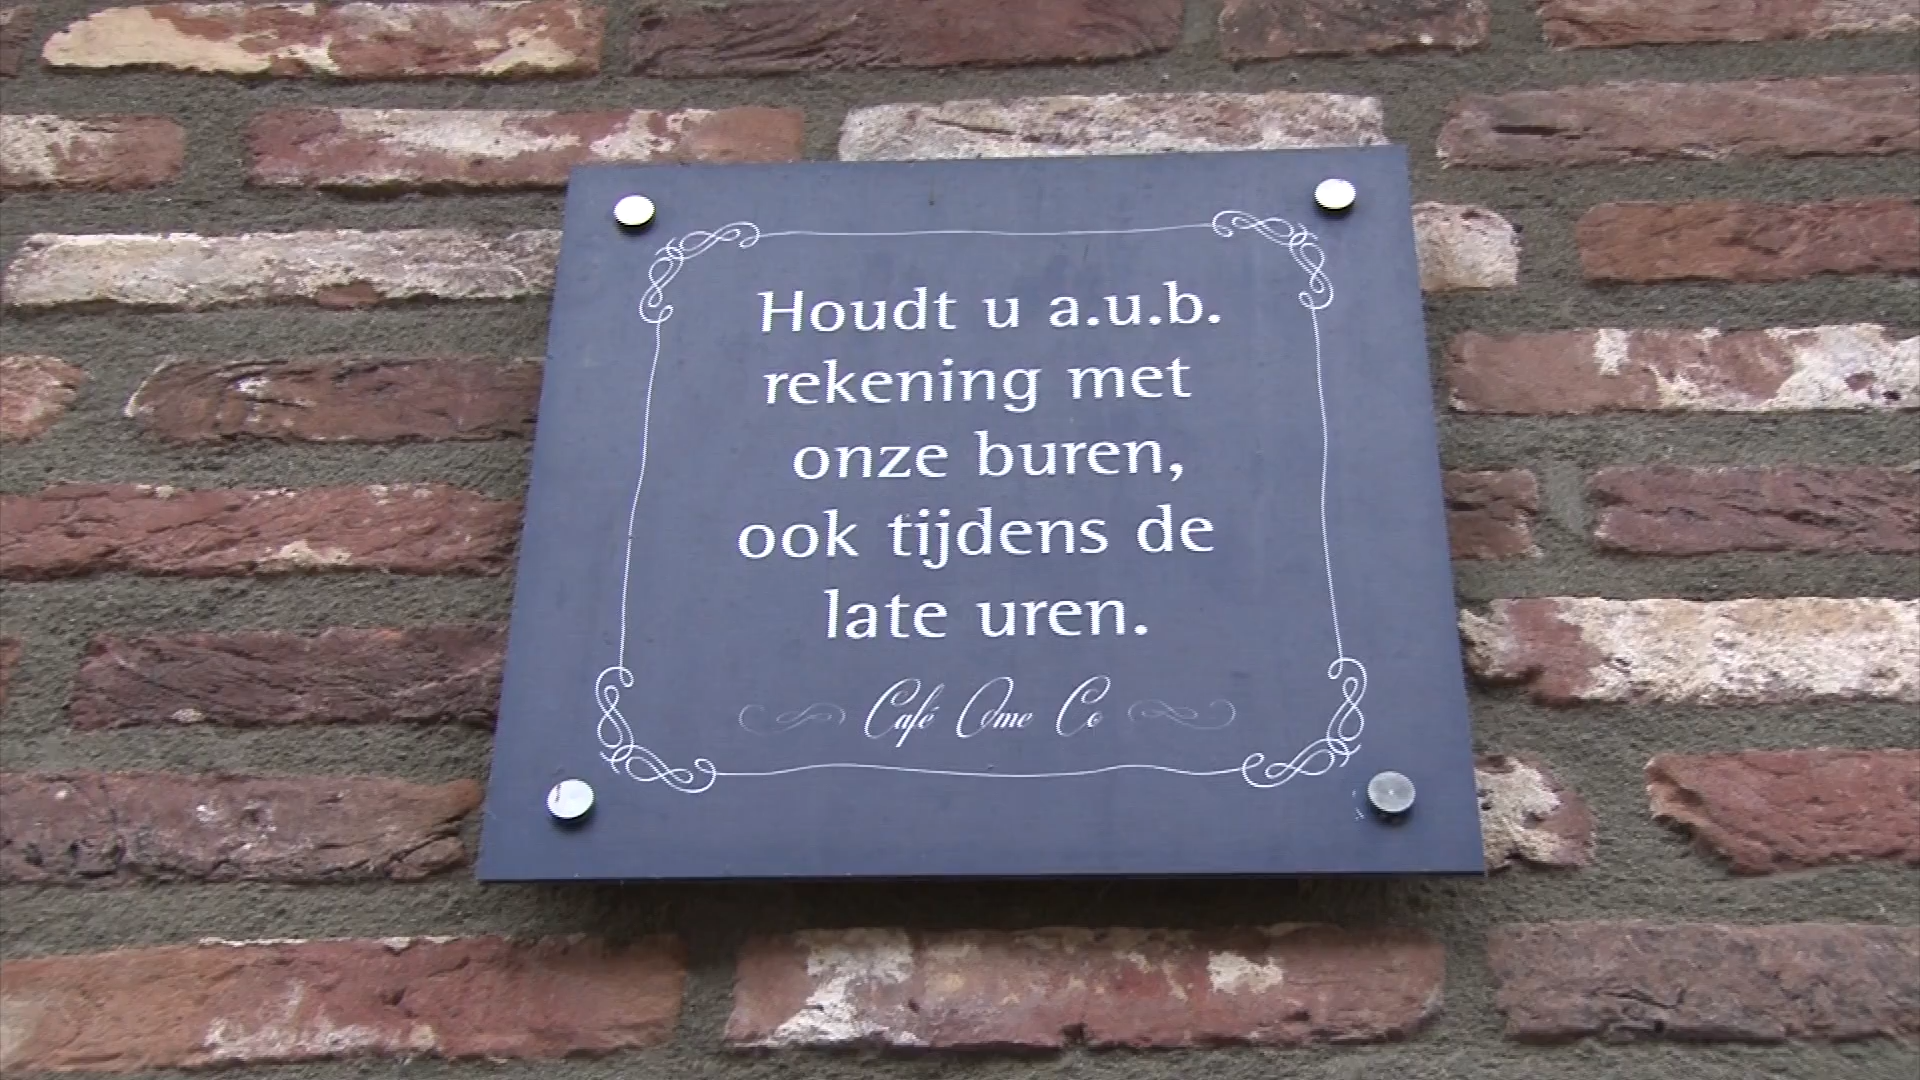 Houdt u a.u.b.
rekening met
onze buren,
ook tijdens de
late uren.
Café Ome Co